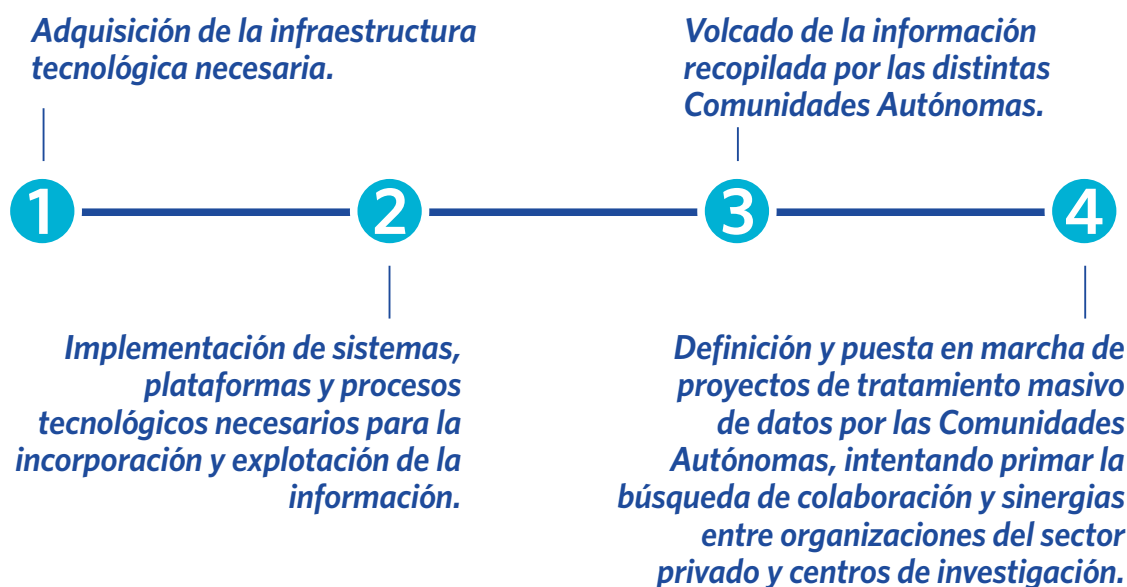 Adquisición de la infraestructura
tecnológica necesaria.
Volcado de la información
recopilada por las distintas
Comunidades Autónomas.
1
2
3
4
Implementación de sistemas,
plataformas y procesos
tecnológicos necesarios para la
incorporación y explotación de la
información.
Definición y puesta en marcha de
proyectos de tratamiento masivo
de datos por las Comunidades
Autónomas, intentando primar la
búsqueda de colaboración y sinergias
entre organizaciones del sector
privado y centros de investigación.